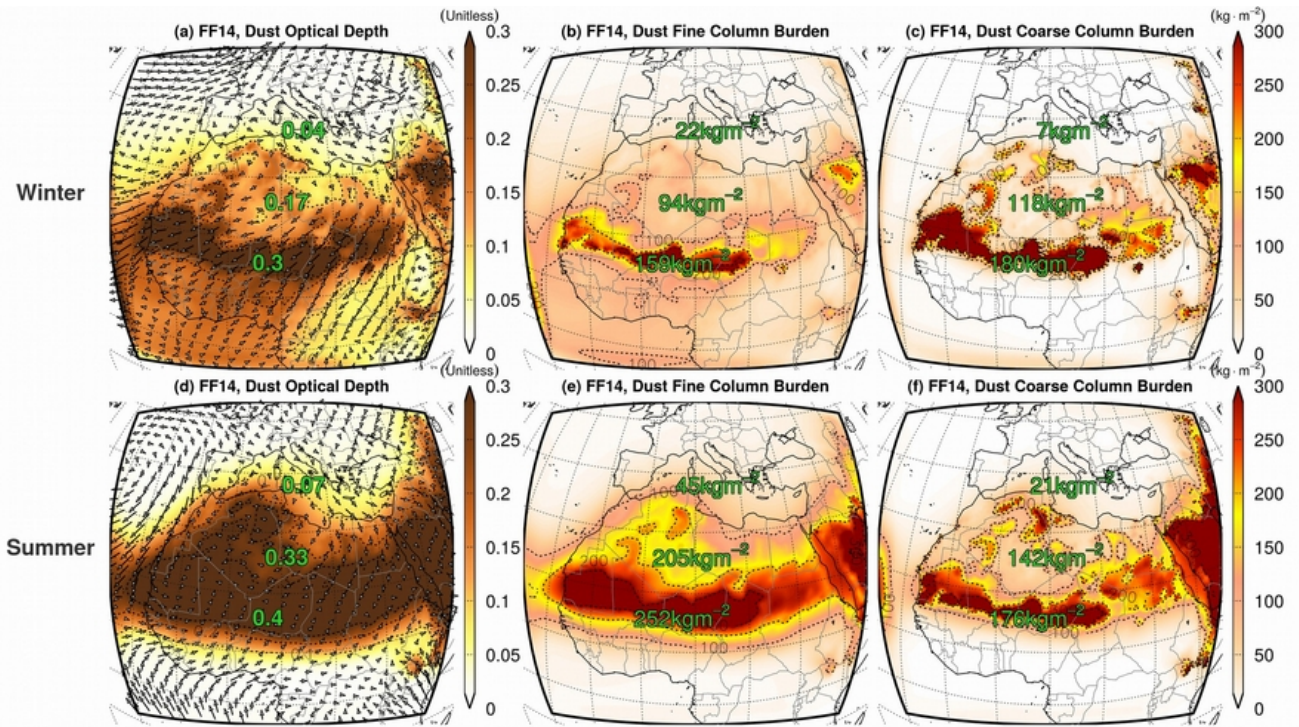 (Unitless)
(kg·m⁻²)
(a) FF14, Dust Optical Depth
(b) FF14, Dust Fine Column Burden
(c) FF14, Dust Coarse Column Burden
Winter
0.04
0.17
0.3
0.3
0.25
0.2
0.15
0.1
0.05
0
22kgm⁻²
94kgm⁻²
159kgm⁻²
100
7kgm⁻²
118kgm⁻²
180kgm⁻²
300
250
200
150
100
50
0
(Unitless)
(kg·m⁻²)
(d) FF14, Dust Optical Depth
(e) FF14, Dust Fine Column Burden
(f) FF14, Dust Coarse Column Burden
Summer
0.07
0.33
0.4
0.3
0.25
0.2
0.15
0.1
0.05
0
45kgm⁻²
200
205kgm⁻²
252kgm⁻²
100
21kgm⁻²
142kgm⁻²
176kgm⁻²
100
300
250
200
150
100
50
0